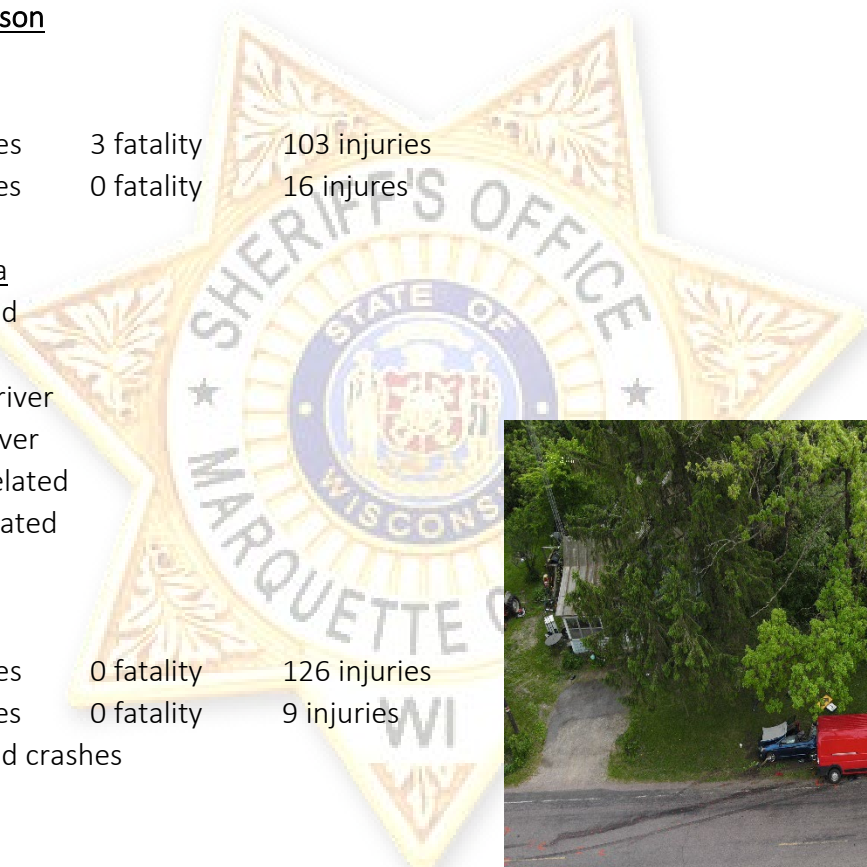 son
es 3 fatality 103 injuries
es 0 fatality 16 injures
a
d
river
ver
elated
ated
es 0 fatality 126 injuries
es 0 fatality 9 injuries
d crashes
SHERIFF'S OFFICE
STATE OF
WISCONS
MARQUETTE C
WI